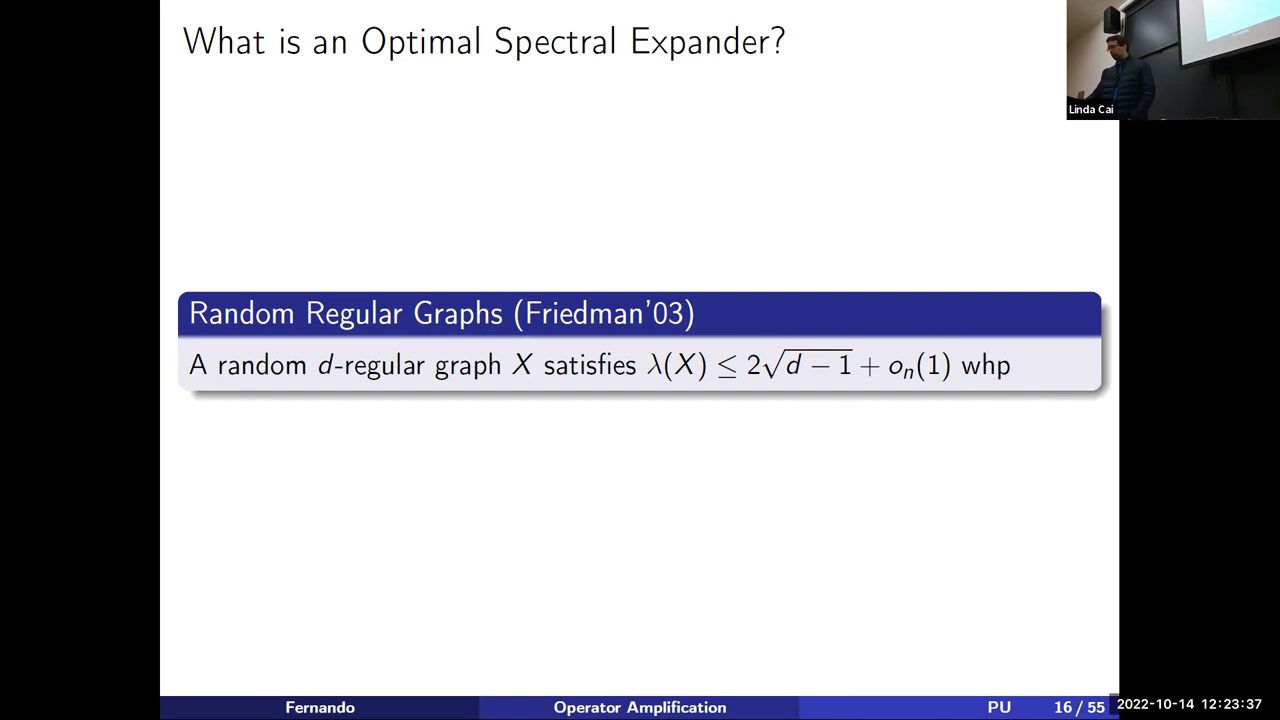 What is an Optimal Spectral Expander?
Linda Cai
Random Regular Graphs (Friedman'03)
A random d-regular graph X satisfies λ(X) ≤ 2√(d − 1) + oₙ(1) whp
Fernando Operator Amplification PU 16 / 55
2022-10-14 12:23:37